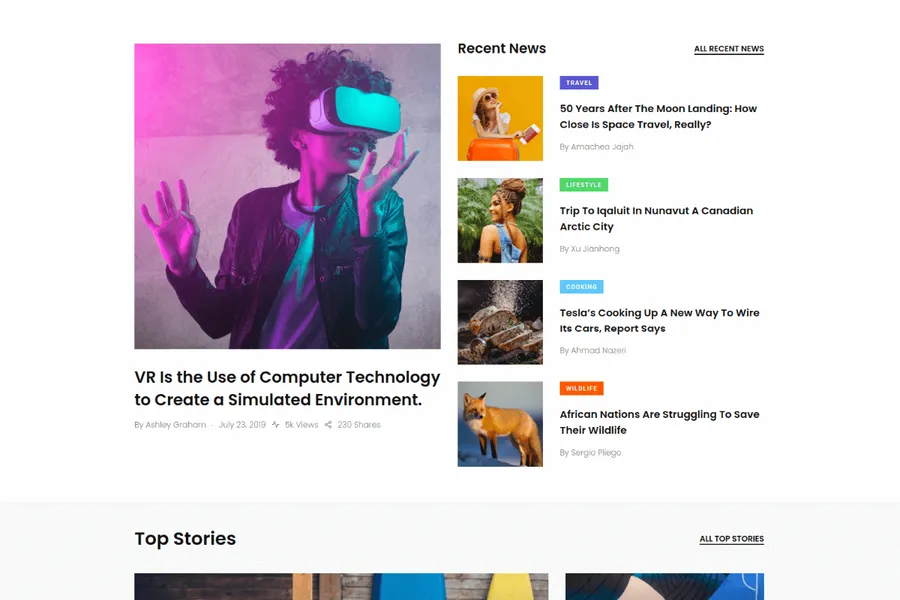 VR Is the Use of Computer Technology
to Create a Simulated Environment.
By Ashley Graham · July 23, 2019 5k Views 230 Shares
Recent News
ALL RECENT NEWS
TRAVEL
50 Years After The Moon Landing: How
Close Is Space Travel, Really?
By Amachea Jajah
LIFESTYLE
Trip To Iqaluit In Nunavut A Canadian
Arctic City
By Xu Jianhong
COOKING
Tesla's Cooking Up A New Way To Wire
Its Cars, Report Says
By Ahmad Nazeri
WILDLIFE
African Nations Are Struggling To Save
Their Wildlife
By Sergio Pliego
Top Stories
ALL TOP STORIES